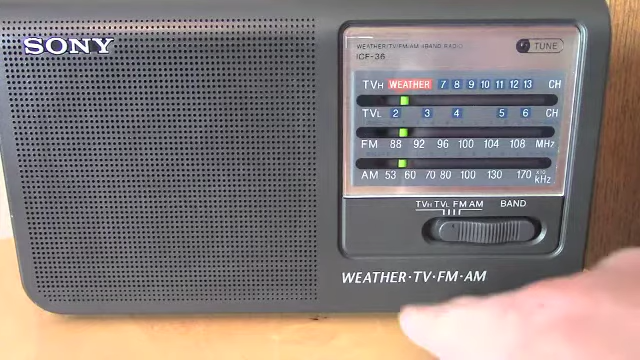 SONY
WEATHER/TV/FM/AM 4BAND RADIO
ICF-36
TUNE
TVH WEATHER 7 8 9 10 11 12 13 CH
TVL 2 3 4 5 6 CH
FM 88 92 96 100 104 108 MHz
AM 53 60 70 80 100 130 170 x10 kHz
TVH TVL FM AM BAND
WEATHER·TV·FM·AM